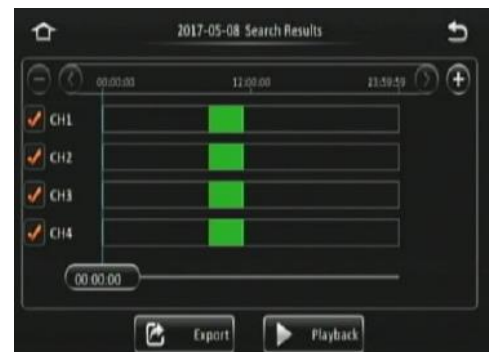 2017-05-08 Search Results
00:00:00 12:00:00 23:59:59
CH1
CH2
CH3
CH4
00:00:00
Export Playback